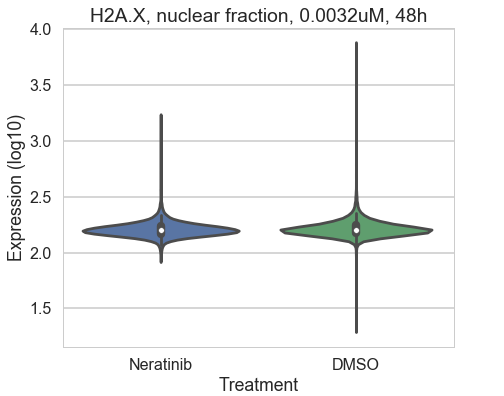 H2A.X, nuclear fraction, 0.0032uM, 48h
4.0
3.5
3.0
2.5
2.0
1.5
Expression (log10)
Neratinib DMSO
Treatment